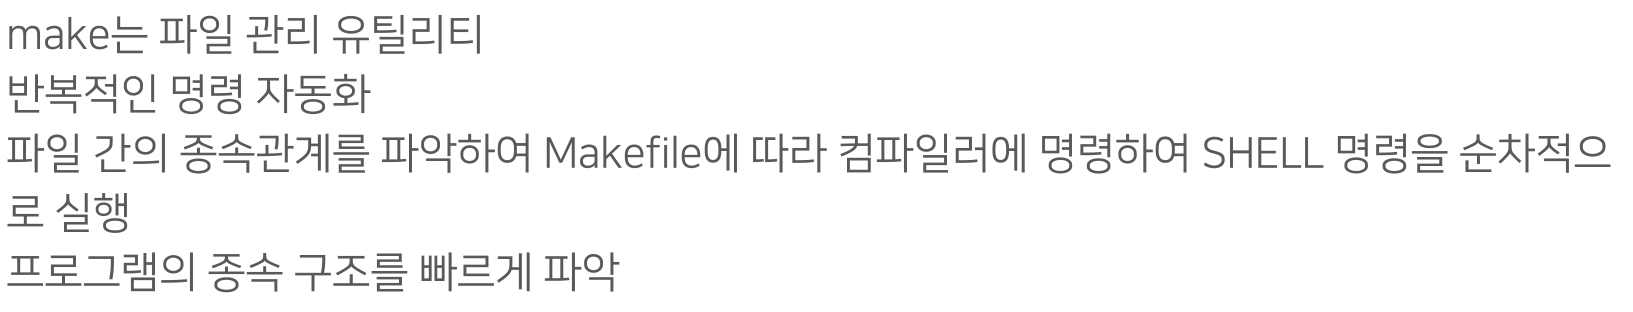 make는 파일 관리 유틸리티
반복적인 명령 자동화
파일 간의 종속관계를 파악하여 Makefile에 따라 컴파일러에 명령하여 SHELL 명령을 순차적으
로 실행
프로그램의 종속 구조를 빠르게 파악